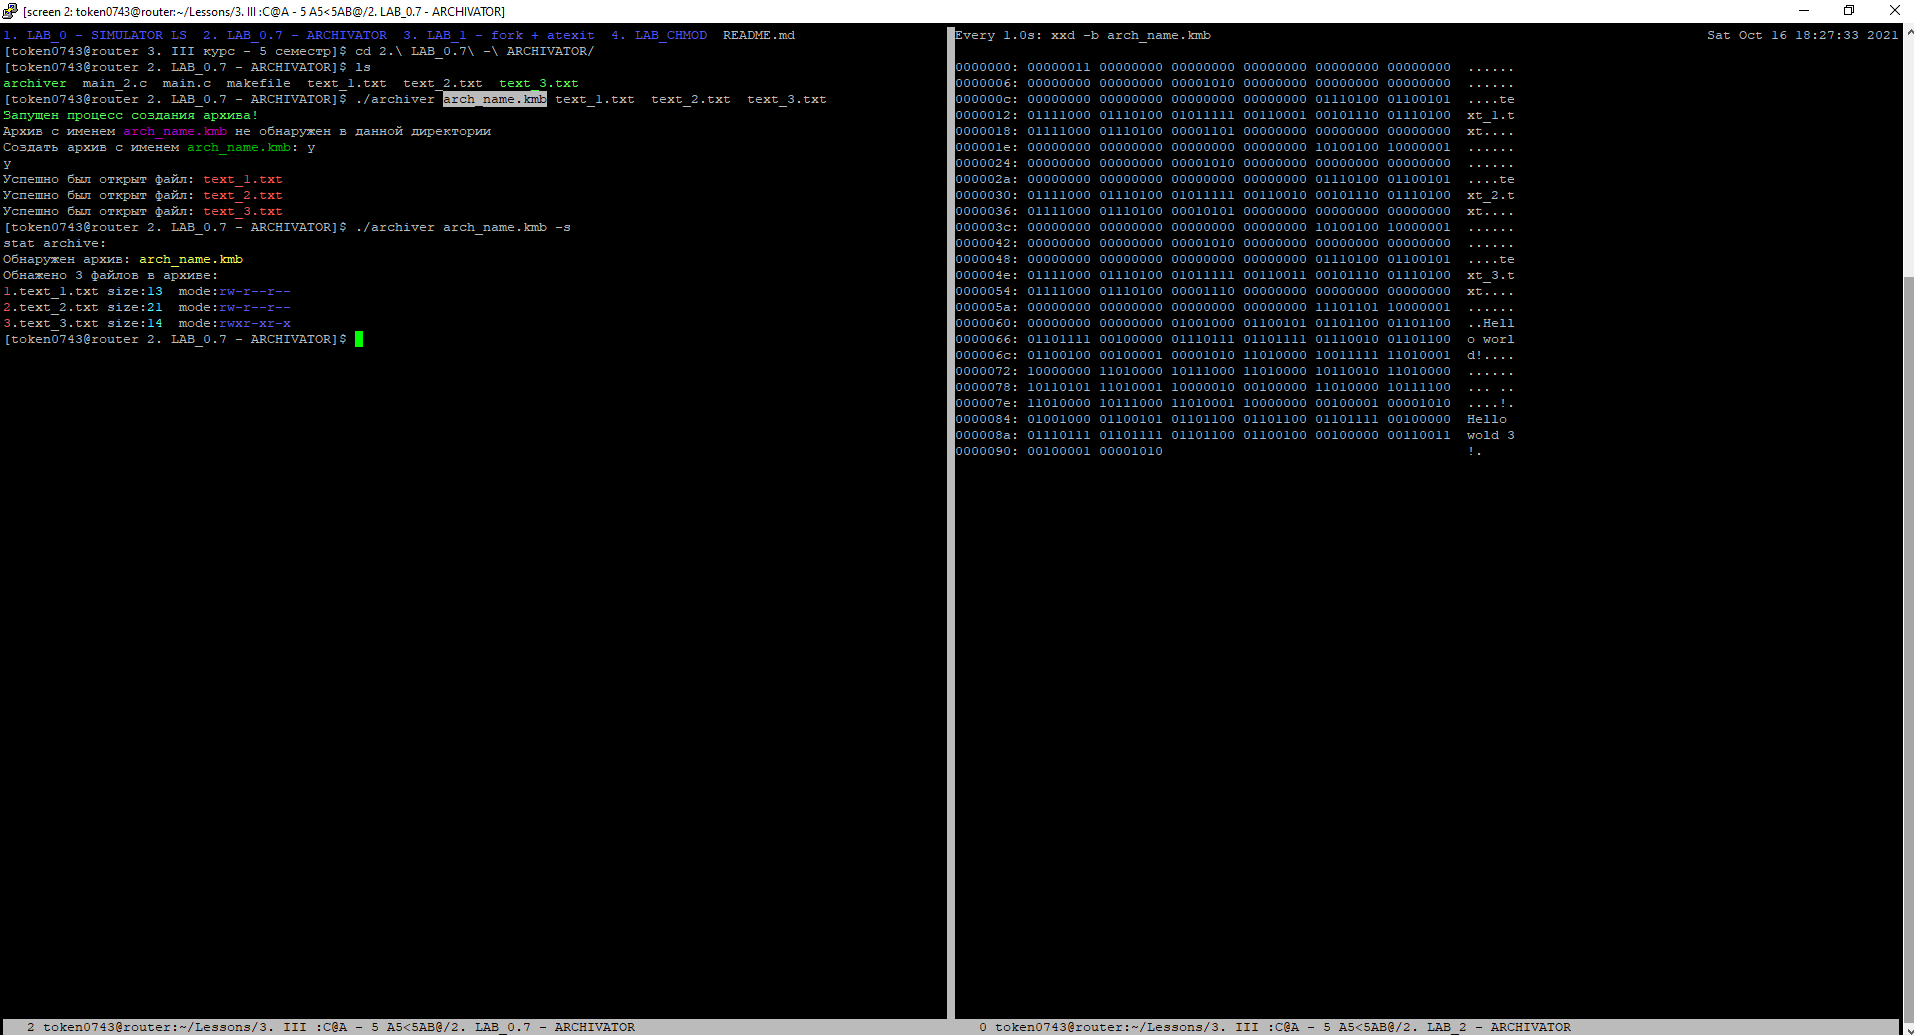 [screen 2: token0743@router:~/Lessons/3. III :C@A - 5 A5<5AB@/2. LAB_0.7 - ARCHIVATOR]
1. LAB_0 - SIMULATOR LS  2. LAB_0.7 - ARCHIVATOR  3. LAB_1 - fork + atexit  4. LAB_CHMOD  README.md
[token0743@router 3. III курс - 5 семестр]$ cd 2.\ LAB_0.7\ -\ ARCHIVATOR/
[token0743@router 2. LAB_0.7 - ARCHIVATOR]$ ls
archiver  main_2.c  main.c  makefile  text_1.txt  text_2.txt  text_3.txt
[token0743@router 2. LAB_0.7 - ARCHIVATOR]$ ./archiver arch_name.kmb text_1.txt  text_2.txt  text_3.txt
Запущен процесс создания архива!
Архив с именем arch_name.kmb не обнаружен в данной директории
Создать архив с именем arch_name.kmb: y
y
Успешно был открыт файл: text_1.txt
Успешно был открыт файл: text_2.txt
Успешно был открыт файл: text_3.txt
[token0743@router 2. LAB_0.7 - ARCHIVATOR]$ ./archiver arch_name.kmb -s
stat archive:
Обнаружен архив: arch_name.kmb
Обнажено 3 файлов в архиве:
1.text_1.txt size:13  mode:rw-r--r--
2.text_2.txt size:21  mode:rw-r--r--
3.text_3.txt size:14  mode:rwxr-xr-x
[token0743@router 2. LAB_0.7 - ARCHIVATOR]$
Every 1.0s: xxd -b arch_name.kmb    Sat Oct 16 18:27:33 2021
0000000: 00000011 00000000 00000000 00000000 00000000 00000000  ......
0000006: 00000000 00000000 00001010 00000000 00000000 00000000  ......
000000c: 00000000 00000000 00000000 00000000 01110100 01100101  ....te
0000012: 01111000 01110100 01011111 00110001 00101110 01110100  xt_1.t
0000018: 01111000 01110100 00001101 00000000 00000000 00000000  xt....
000001e: 00000000 00000000 00000000 00000000 10100100 10000001  ......
0000024: 00000000 00000000 00001010 00000000 00000000 00000000  ......
000002a: 00000000 00000000 00000000 00000000 01110100 01100101  ....te
0000030: 01111000 01110100 01011111 00110010 00101110 01110100  xt_2.t
0000036: 01111000 01110100 00010101 00000000 00000000 00000000  xt....
000003c: 00000000 00000000 00000000 00000000 10100100 10000001  ......
0000042: 00000000 00000000 00001010 00000000 00000000 00000000  ......
0000048: 00000000 00000000 00000000 00000000 01110100 01100101  ....te
000004e: 01111000 01110100 01011111 00110011 00101110 01110100  xt_3.t
0000054: 01111000 01110100 00001110 00000000 00000000 00000000  xt....
000005a: 00000000 00000000 00000000 00000000 11101101 10000001  ......
0000060: 00000000 00000000 01001000 01100101 01101100 01101100  ..Hell
0000066: 01101111 00100000 01110111 01101111 01110010 01101100  o worl
000006c: 01100100 00100001 00001010 11010000 10011111 11010001  d!....
0000072: 10000000 11010000 10111000 11010000 10110010 11010000  ......
0000078: 10110101 11010001 10000010 00100000 11010000 10111100  ... ..
000007e: 11010000 10111000 11010001 10000000 00100001 00001010  ....!.
0000084: 01001000 01100101 01101100 01101100 01101111 00100000  Hello
000008a: 01110111 01101111 01101100 01100100 00100000 00110011  wold 3
0000090: 00100001 00001010  !.
2 token0743@router:~/Lessons/3. III :C@A - 5 A5<5AB@/2. LAB_0.7 - ARCHIVATOR
0 token0743@router:~/Lessons/3. III :C@A - 5 A5<5AB@/2. LAB_2 - ARCHIVATOR